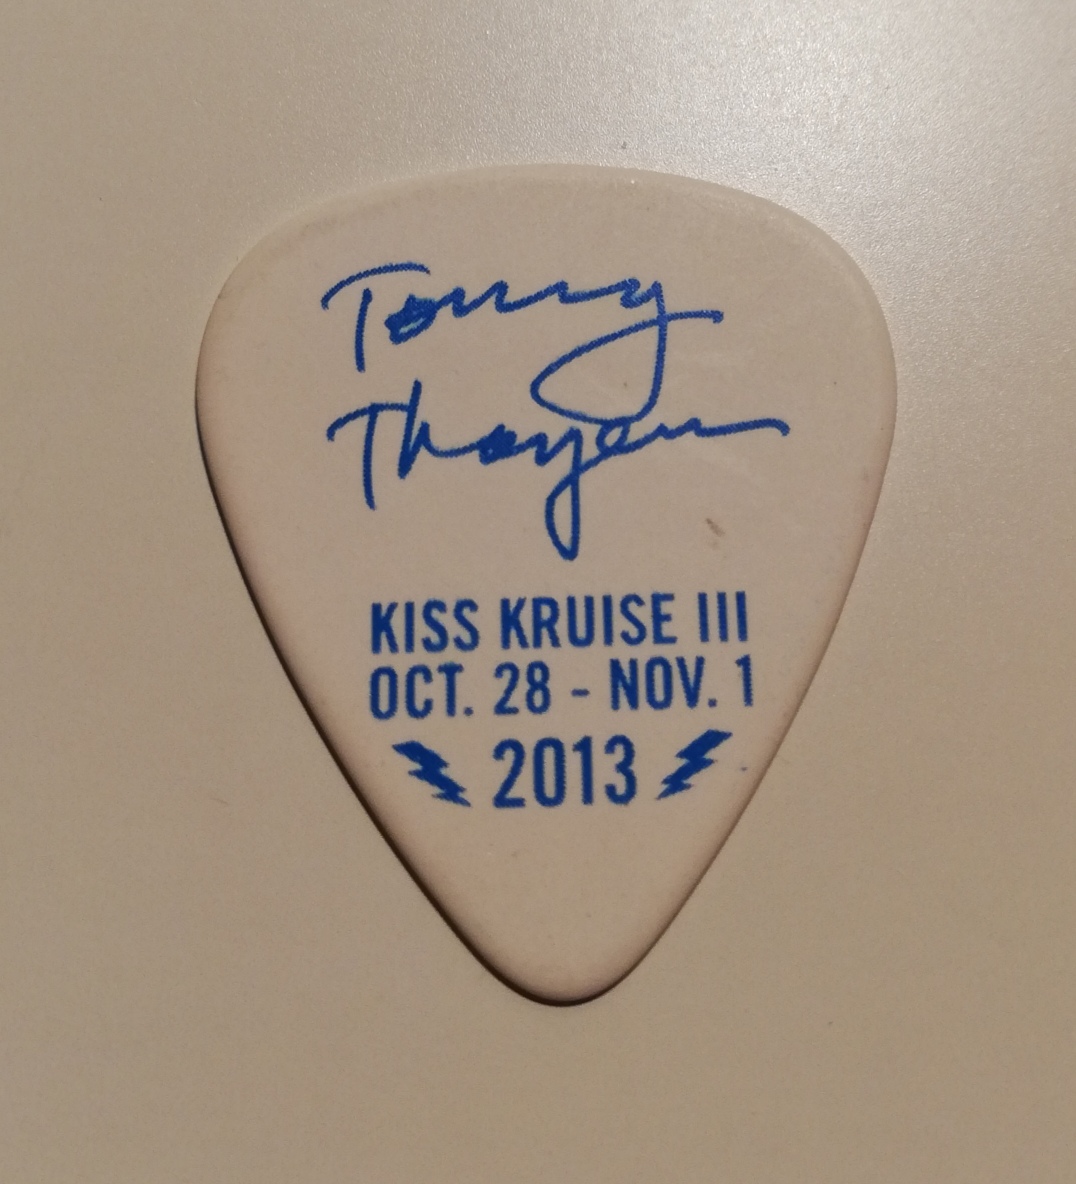 Tommy
Thayer
KISS KRUISE III
OCT. 28 - NOV. 1
2013